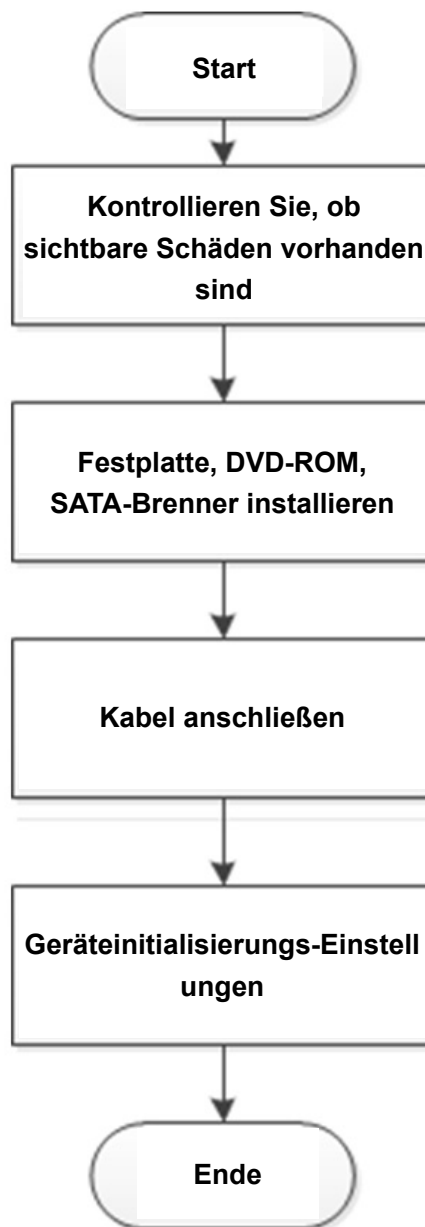 Start
Kontrollieren Sie, ob
sichtbare Schäden vorhanden
sind
Festplatte, DVD-ROM,
SATA-Brenner installieren
Kabel anschließen
Geräteinitialisierungs-Einstell
ungen
Ende